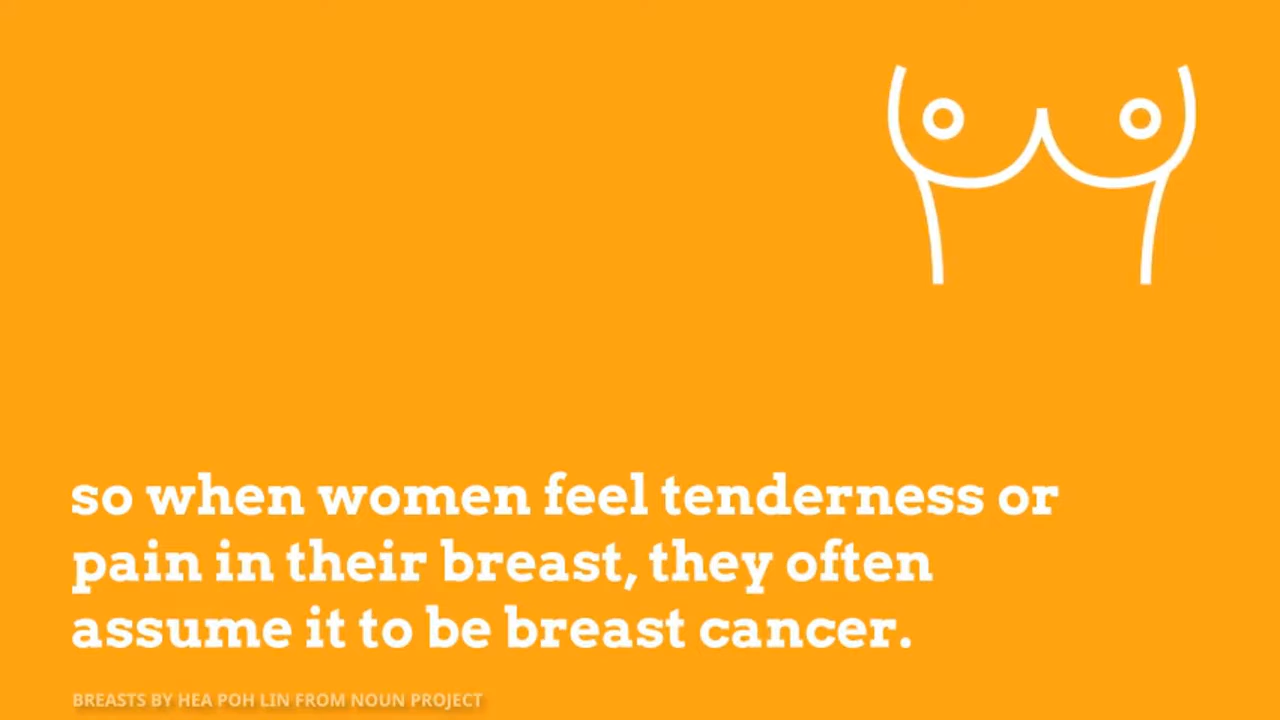 so when women feel tenderness or
pain in their breast, they often
assume it to be breast cancer.
BREASTS BY HEA POH LIN FROM NOUN PROJECT